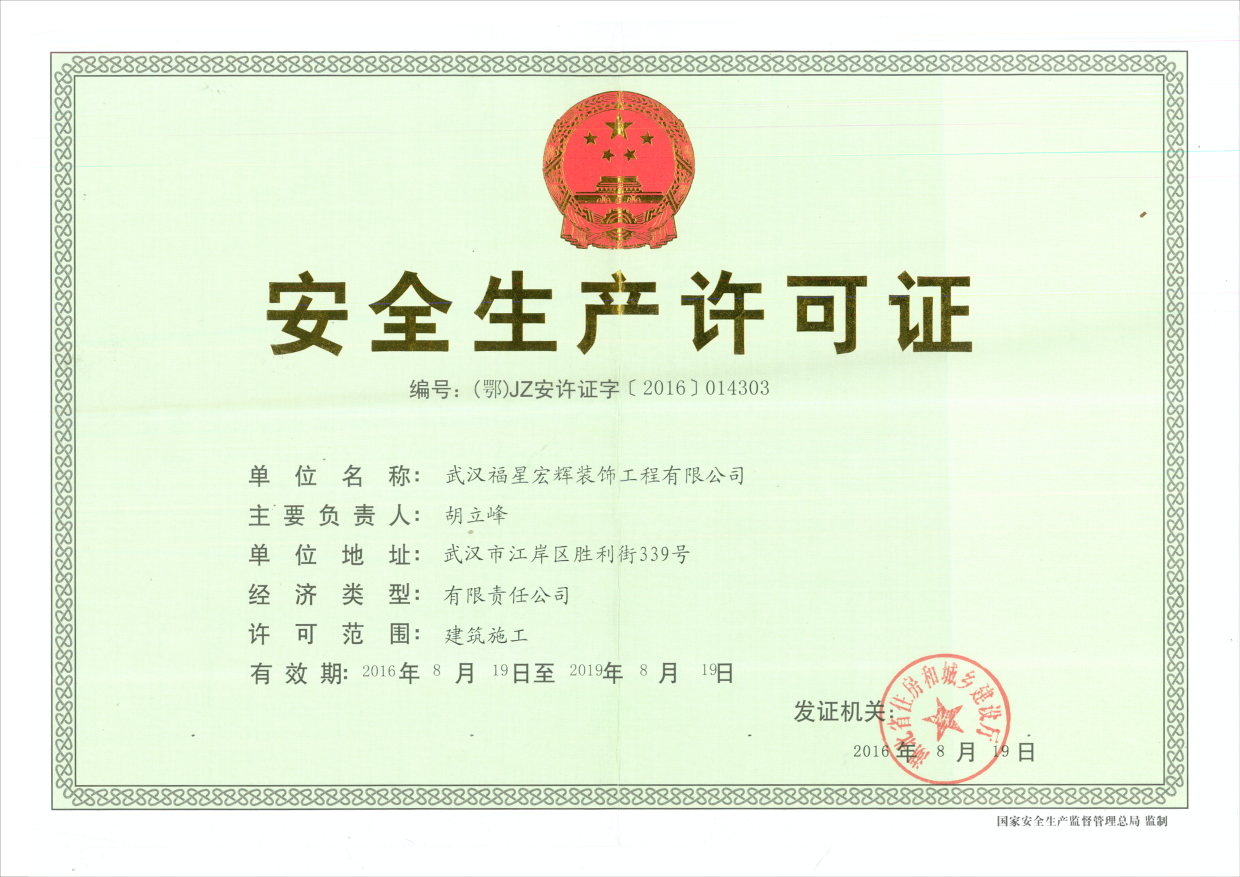 安全生产许可证
编号：(鄂)JZ安许证字〔2016〕014303
单位名称：武汉福星宏辉装饰工程有限公司
主要负责人：胡立峰
单位地址：武汉市江岸区胜利街339号
经济类型：有限责任公司
许可范围：建筑施工
有效期：2016年8月19日至2019年8月19日
发证机关：
湖北省住房和城乡建设厅
2016年8月19日
国家安全生产监督管理总局 监制